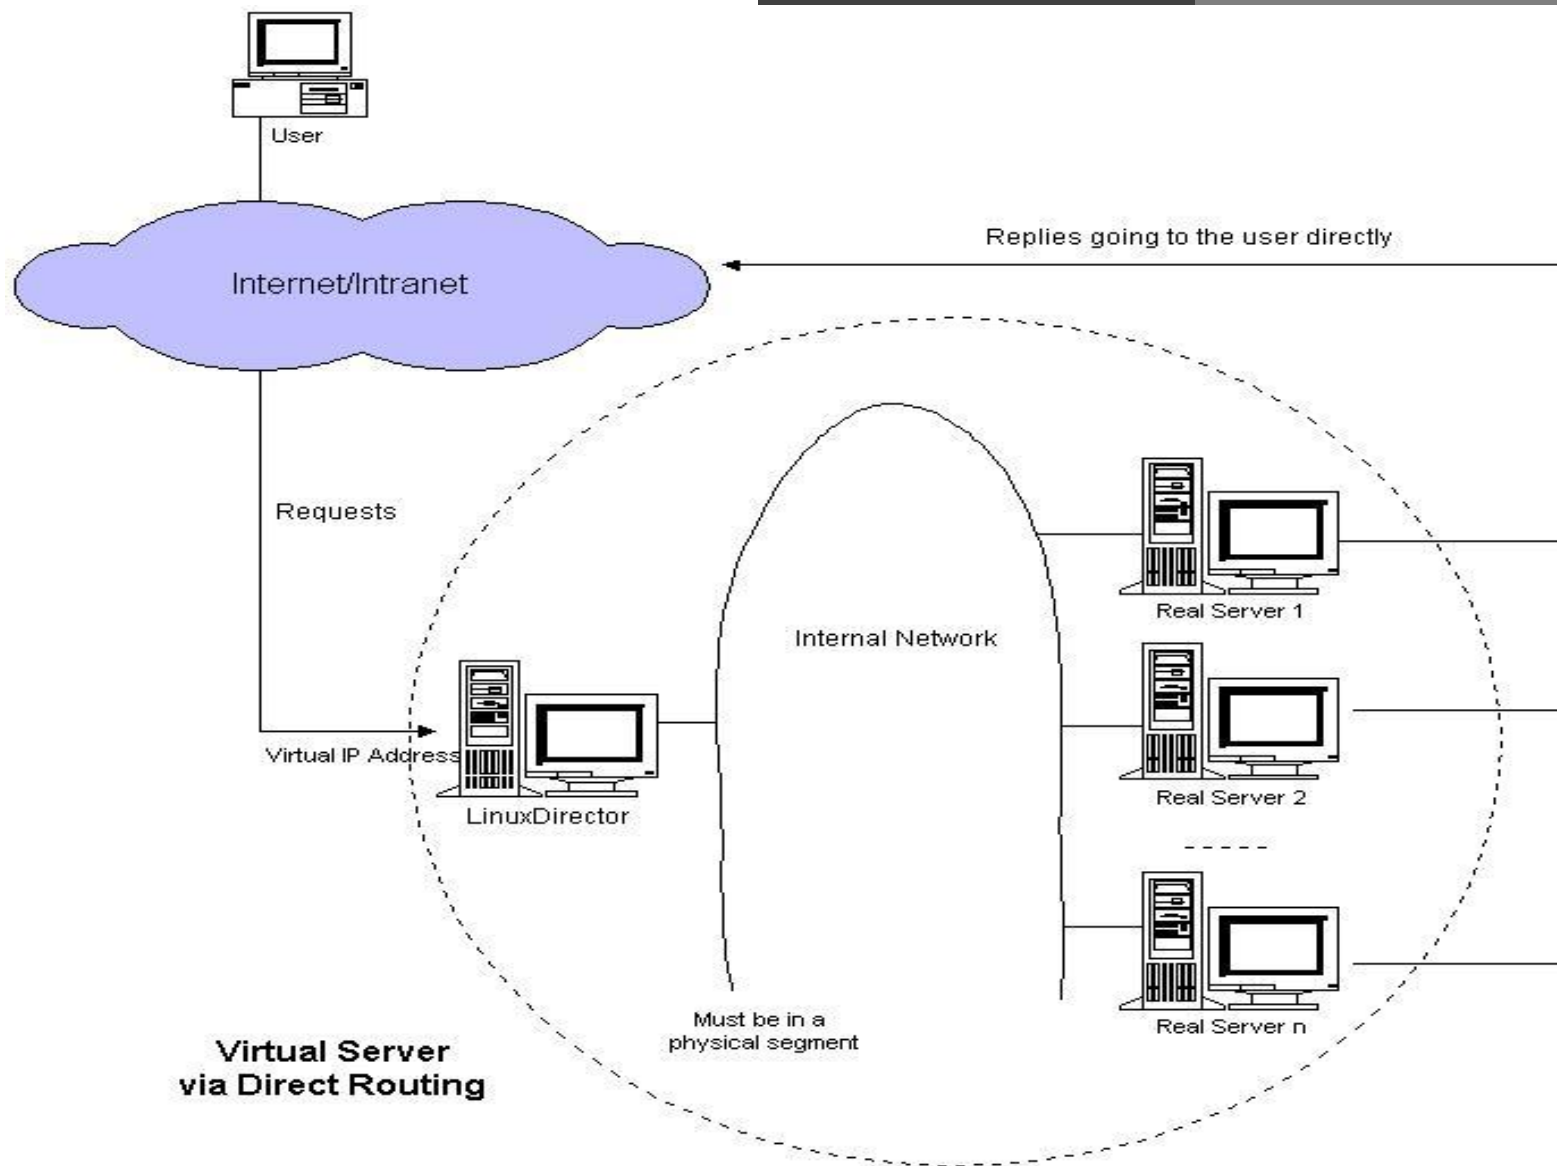 User
Replies going to the user directly
Internet/Intranet
Requests
Real Server 1
Internal Network
Virtual IP Address
LinuxDirector
Real Server 2
Must be in a
physical segment
Real Server n
Virtual Server
via Direct Routing